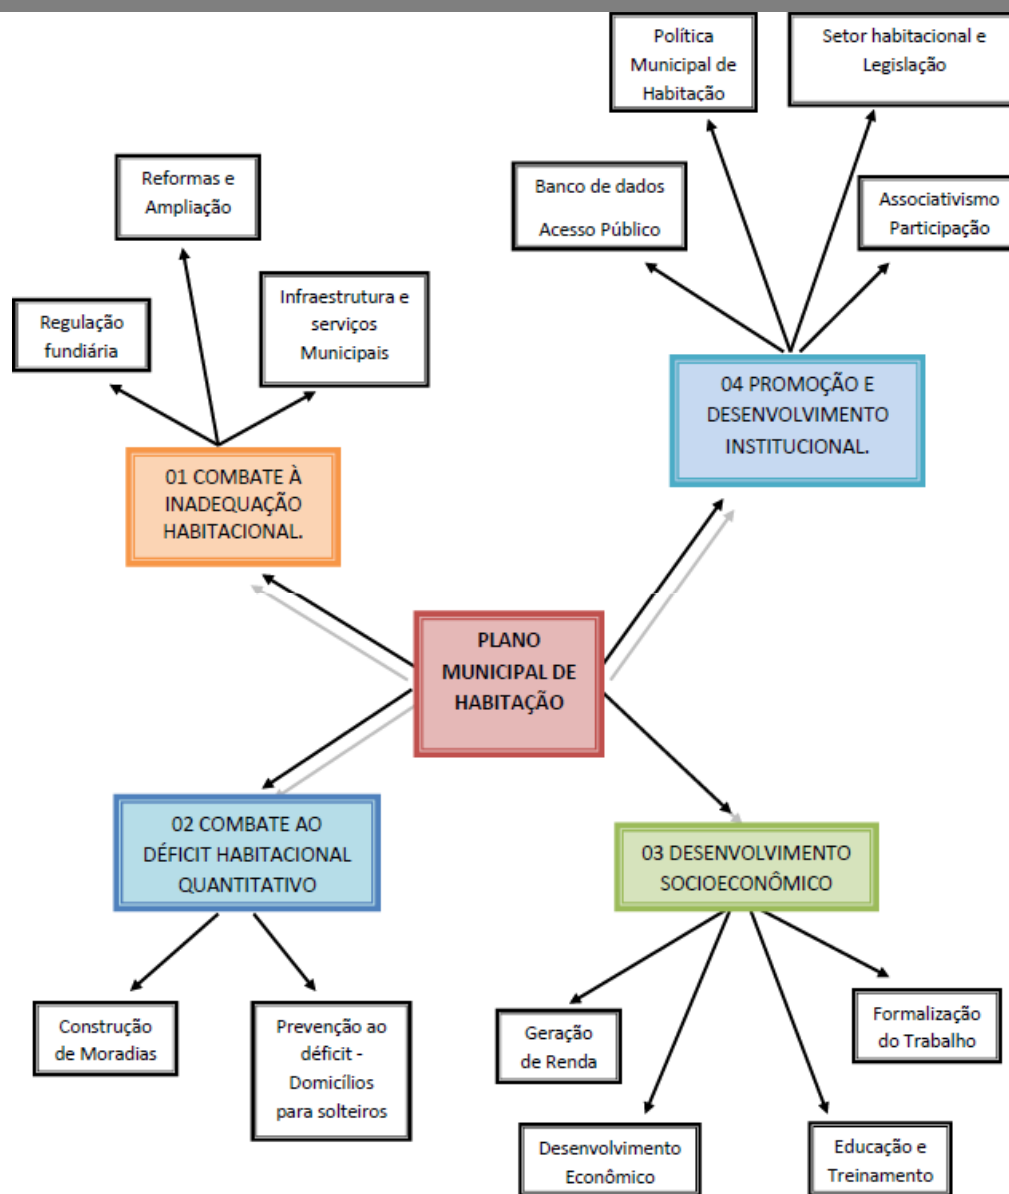 Política
Municipal de
Habitação
Setor habitacional e
Legislação
Reformas e
Ampliação
Banco de dados
Acesso Público
Associativismo
Participação
Regulação
fundiária
Infraestrutura e
serviços
Municipais
04 PROMOÇÃO E
DESENVOLVIMENTO
INSTITUCIONAL.
01 COMBATE À
INADEQUAÇÃO
HABITACIONAL.
PLANO
MUNICIPAL DE
HABITAÇÃO
02 COMBATE AO
DÉFICIT HABITACIONAL
QUANTITATIVO
03 DESENVOLVIMENTO
SOCIOECONÔMICO
Construção
de Moradias
Prevenção ao
déficit -
Domicílios
para solteiros
Geração
de Renda
Formalização
do Trabalho
Desenvolvimento
Econômico
Educação e
Treinamento